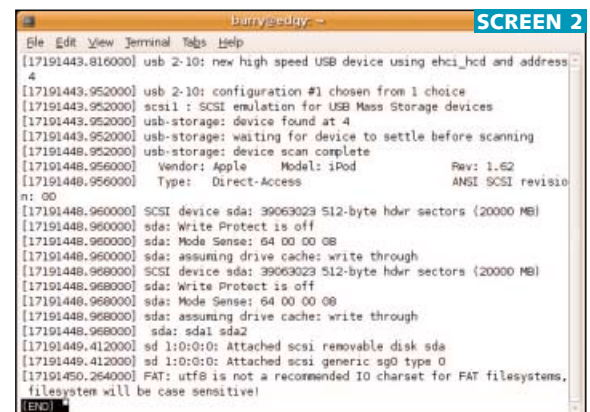 barry@edgy: ~
SCREEN 2
File Edit View Terminal Tabs Help
[17191443.816000] usb 2-10: new high speed USB device using ehci_hcd and address
4
[17191443.952000] usb 2-10: configuration #1 chosen from 1 choice
[17191443.952000] scsi1 : SCSI emulation for USB Mass Storage devices
[17191443.952000] usb-storage: device found at 4
[17191443.952000] usb-storage: waiting for device to settle before scanning
[17191448.952000] usb-storage: device scan complete
[17191448.956000] Vendor: Apple Model: iPod Rev: 1.62
[17191448.956000] Type: Direct-Access ANSI SCSI revisio
n: 00
[17191448.960000] SCSI device sda: 39063023 512-byte hdwr sectors (20000 MB)
[17191448.960000] sda: Write Protect is off
[17191448.960000] sda: Mode Sense: 64 00 00 08
[17191448.960000] sda: assuming drive cache: write through
[17191448.968000] SCSI device sda: 39063023 512-byte hdwr sectors (20000 MB)
[17191448.968000] sda: Write Protect is off
[17191448.968000] sda: Mode Sense: 64 00 00 08
[17191448.968000] sda: assuming drive cache: write through
[17191448.968000] sda: sda1 sda2
[17191449.412000] sd 1:0:0:0: Attached scsi removable disk sda
[17191449.412000] sd 1:0:0:0: Attached scsi generic sg0 type 0
[17191450.264000] FAT: utf8 is not a recommended IO charset for FAT filesystems,
filesystem will be case sensitive!
(END)